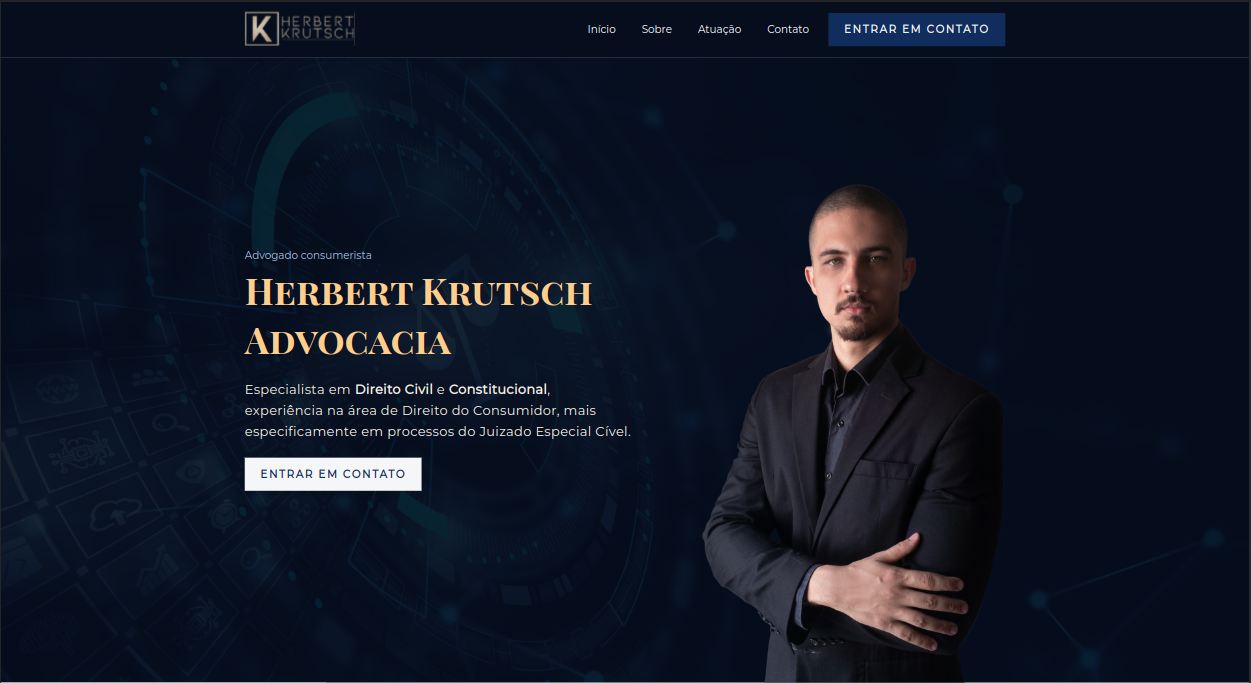 HERBERT
KRUTSCH
Início Sobre Atuação Contato ENTRAR EM CONTATO
Advogado consumerista
Herbert Krutsch
Advocacia
Especialista em Direito Civil e Constitucional,
experiência na área de Direito do Consumidor, mais
especificamente em processos do Juizado Especial Cível.
ENTRAR EM CONTATO